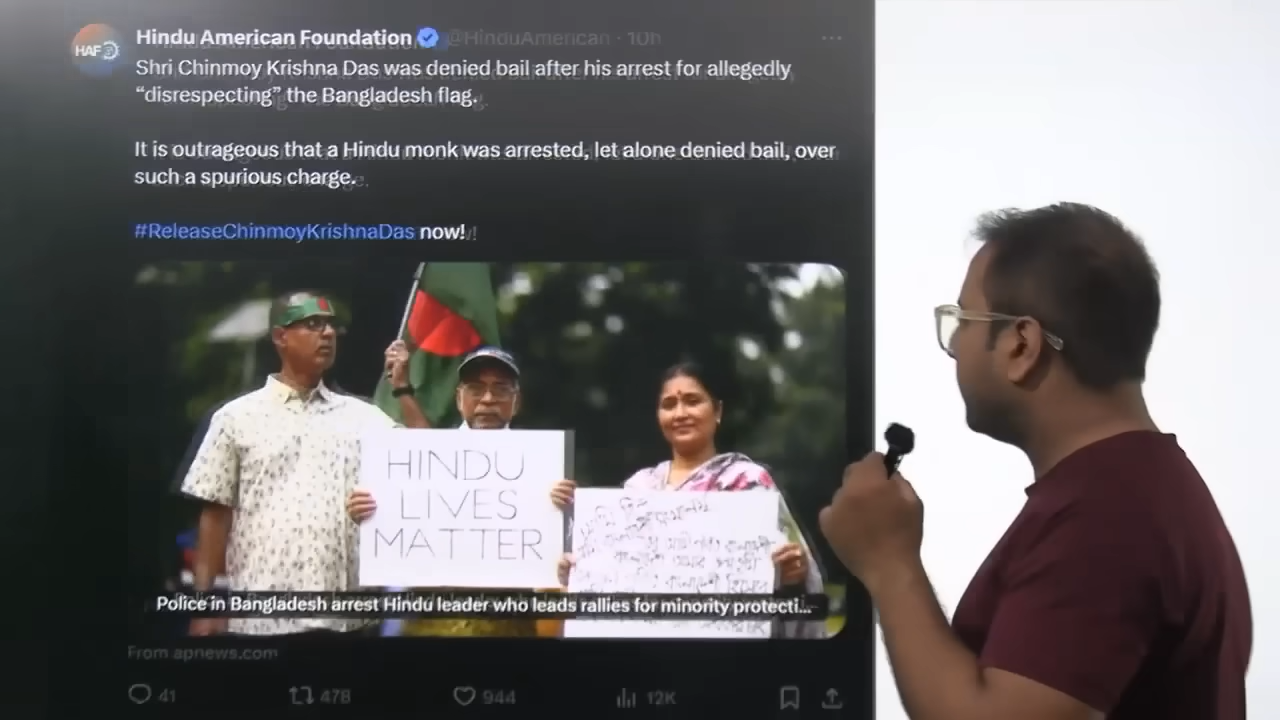 HAF
Hindu American Foundation @HinduAmerican · 10h
Shri Chinmoy Krishna Das was denied bail after his arrest for allegedly
“disrespecting” the Bangladesh flag.
It is outrageous that a Hindu monk was arrested, let alone denied bail, over
such a spurious charge.
#ReleaseChinmoyKrishnaDas now!
HINDU
LIVES
MATTER
Police in Bangladesh arrest Hindu leader who leads rallies for minority protecti...
From apnews.com
41 478 944 12K